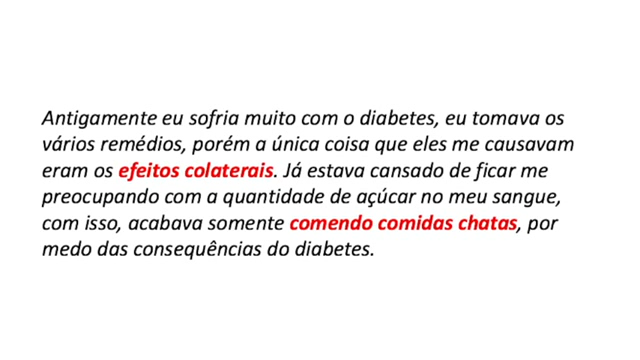 Antigamente eu sofria muito com o diabetes, eu tomava os
vários remédios, porém a única coisa que eles me causavam
eram os efeitos colaterais. Já estava cansado de ficar me
preocupando com a quantidade de açúcar no meu sangue,
com isso, acabava somente comendo comidas chatas, por
medo das consequências do diabetes.